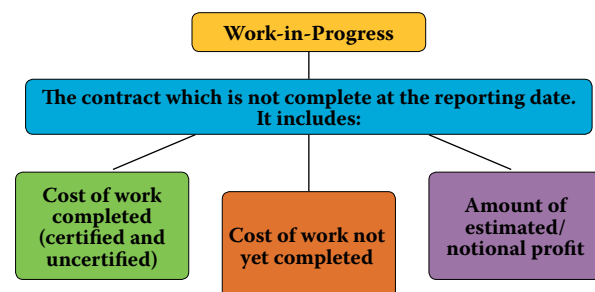 Work-in-Progress
The contract which is not complete at the reporting date.
It includes:
Cost of work
completed
(certified and
uncertified)
Cost of work not
yet completed
Amount of
estimated/
notional profit